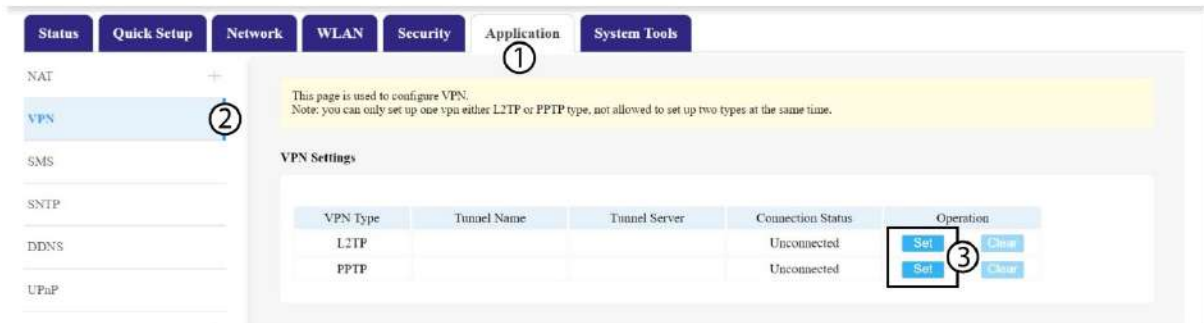 Status Quick Setup Network WLAN Security Application System Tools
①
NAT +
VPN ②
SMS
SNTP
DDNS
UPnP
This page is used to configure VPN.
Note: you can only set up one vpn either L2TP or PPTP type, not allowed to set up two types at the same time.
VPN Settings
VPN Type Tunnel Name Tunnel Server Connection Status Operation
L2TP Unconnected Set Clear
③
PPTP Unconnected Set Clear